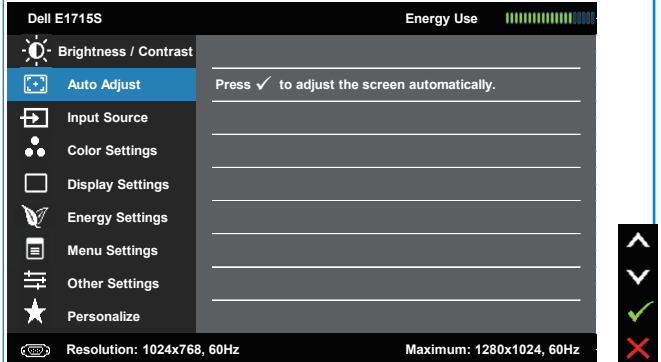 Dell E1715S Energy Use
Brightness / Contrast
Auto Adjust Press ✓ to adjust the screen automatically.
Input Source
Color Settings
Display Settings
Energy Settings
Menu Settings
Other Settings
Personalize
Resolution: 1024x768, 60Hz Maximum: 1280x1024, 60Hz